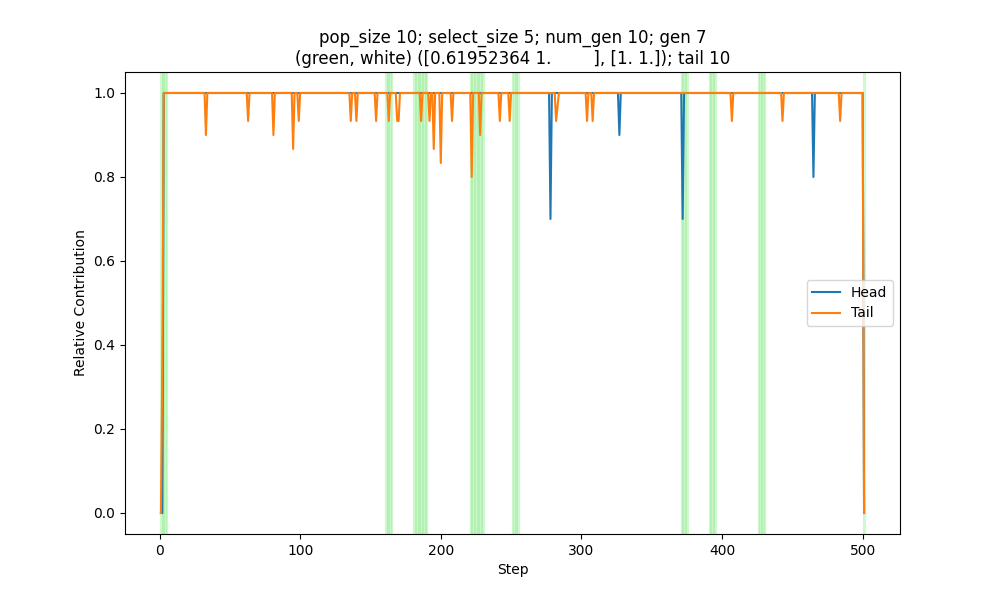 pop_size 10; select_size 5; num_gen 10; gen 7
(green, white) ([0.61952364 1.        ], [1. 1.]); tail 10
1.0
0.8
0.6
0.4
0.2
0.0
Relative Contribution
Head
Tail
0 100 200 300 400 500
Step